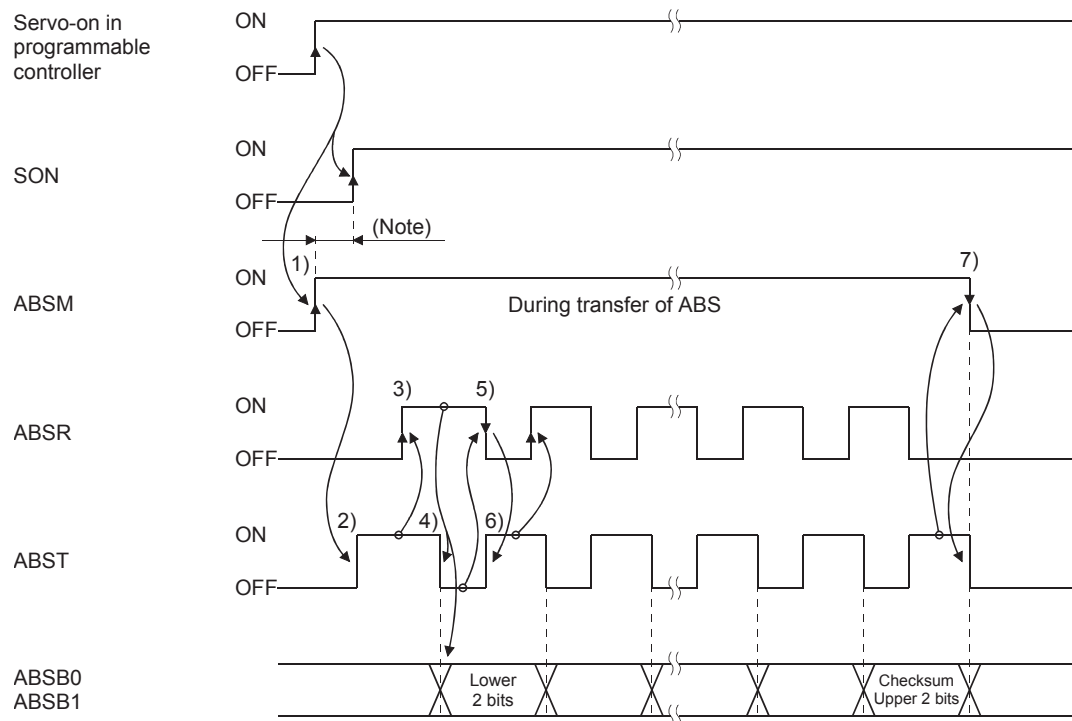 Servo-on in
programmable
controller
ON
OFF
SON
ON
OFF
(Note)
ABSM
ON
OFF
1)
During transfer of ABS
7)
ABSR
ON
OFF
3)
5)
ABST
ON
OFF
2)
4)
6)
ABSB0
ABSB1
Lower
2 bits
Checksum
Upper 2 bits